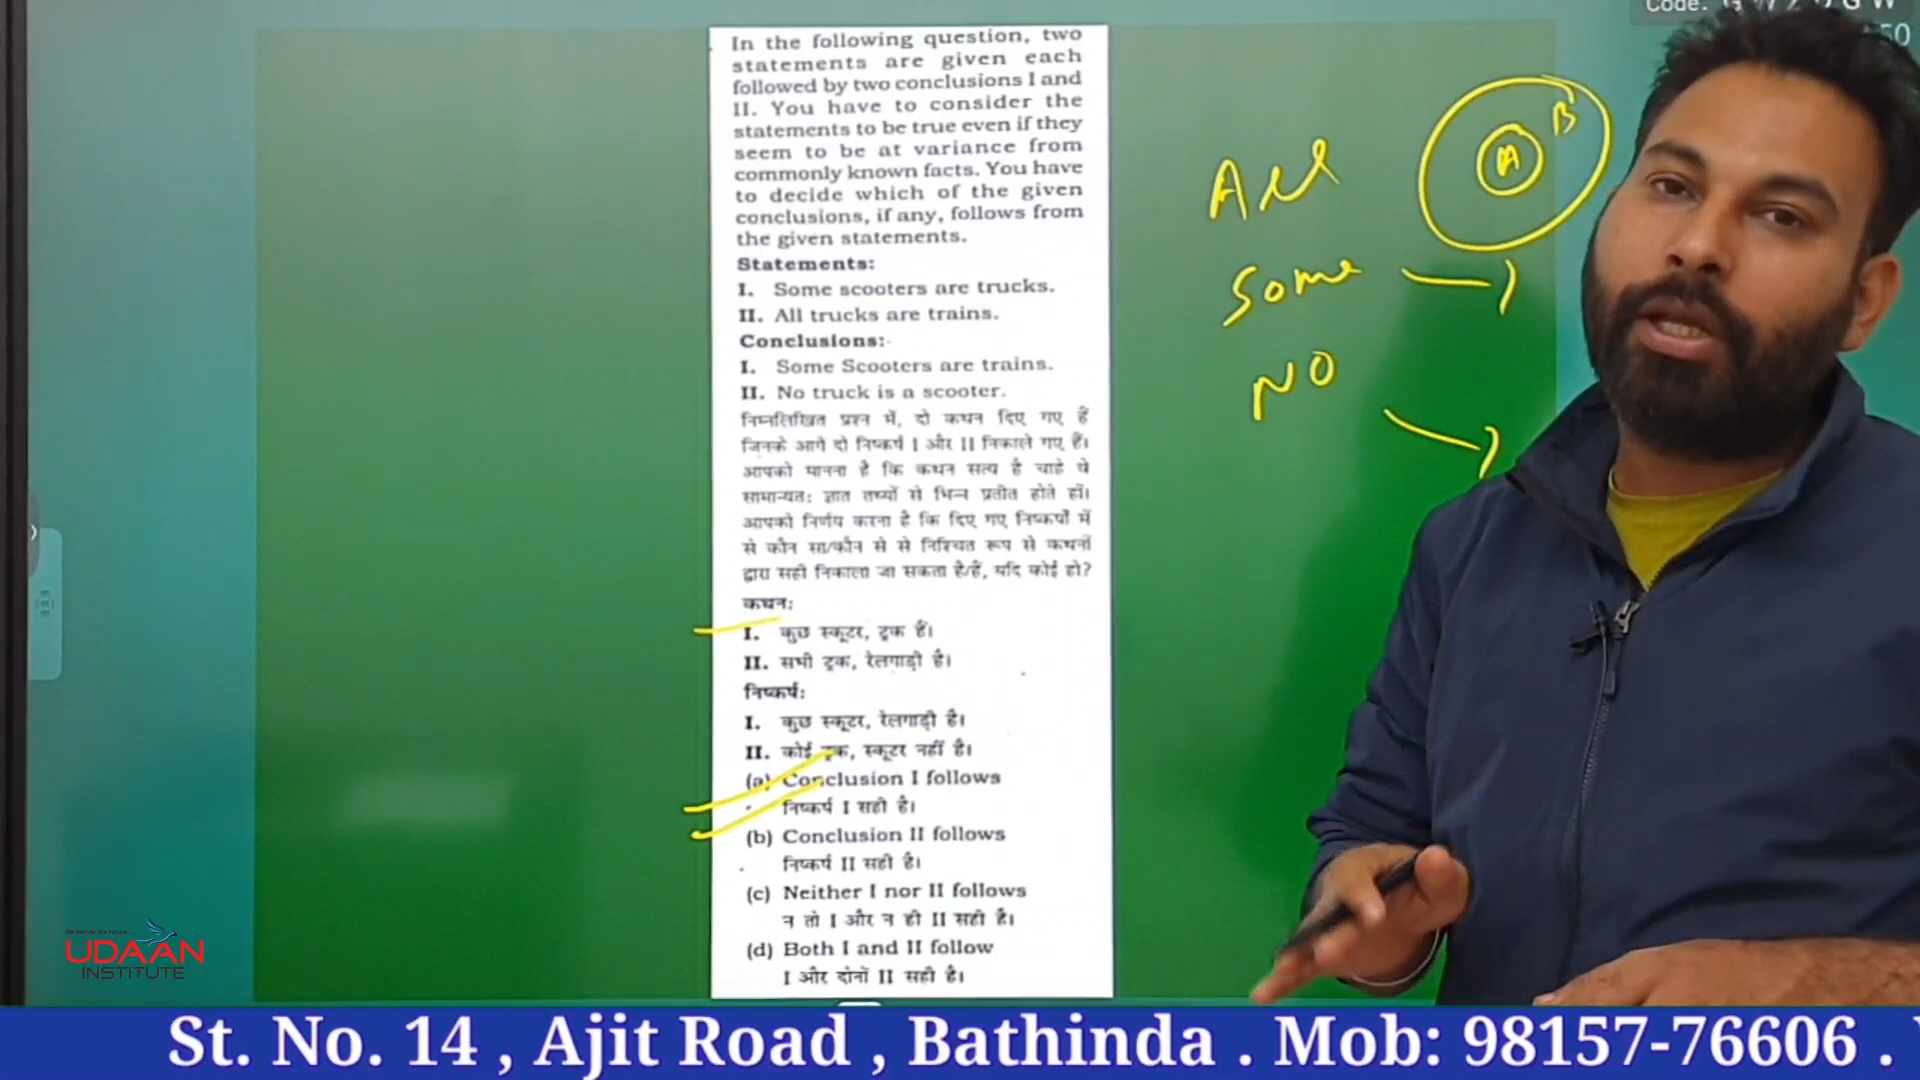 In the following question, two
statements are given each
followed by two conclusions I and
II. You have to consider the
statements to be true even if they
seem to be at variance from
commonly known facts. You have
to decide which of the given
conclusions, if any, follows from
the given statements.
Statements:
I. Some scooters are trucks.
II. All trucks are trains.
Conclusions:
I. Some Scooters are trains.
II. No truck is a scooter.
निम्नलिखित प्रश्न में, दो कथन दिए गए हैं
जिनके आगे दो निष्कर्ष I और II निकाले गए हैं।
आपको मानना है कि कथन सत्य है चाहे ये
सामान्यतः ज्ञात तथ्यों से भिन्न प्रतीत होते हों।
आपको निर्णय करना है कि दिए गए निष्कर्षों में
से कौन सा/कौन से से निश्चित रूप से कथनों
द्वारा सही निकाला जा सकता है/हैं, यदि कोई हो?
कथन:
I. कुछ स्कूटर, ट्रक हैं।
II. सभी ट्रक, रेलगाड़ी है।
निष्कर्ष:
I. कुछ स्कूटर, रेलगाड़ी है।
II. कोई ट्रक, स्कूटर नहीं है।
(a) Conclusion I follows
निष्कर्ष I सही है।
(b) Conclusion II follows
निष्कर्ष II सही है।
(c) Neither I nor II follows
न तो I और न ही II सही है।
(d) Both I and II follow
I और दोनों II सही है।
All
A
B
Some
NO
Code:
We deliver the future...
UDAAN
INSTITUTE
St. No. 14 , Ajit Road , Bathinda . Mob: 98157-76606 .